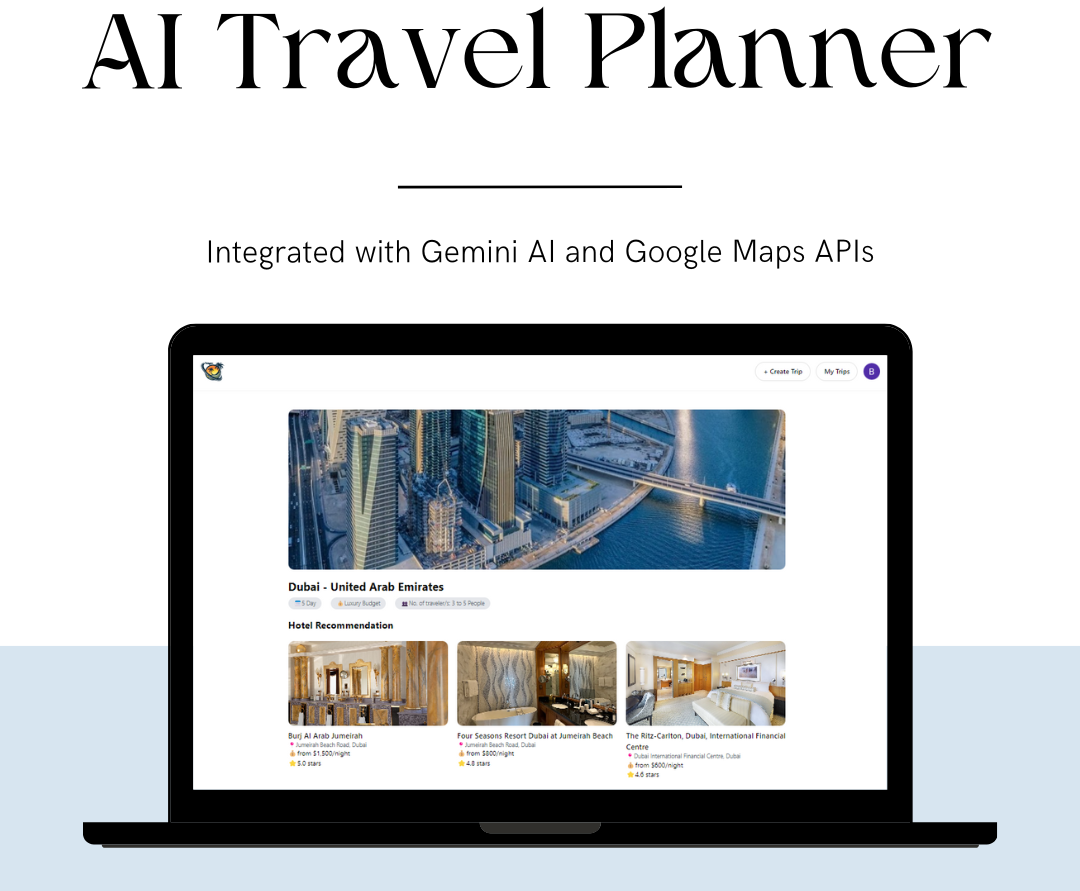 AI Travel Planner
Integrated with Gemini AI and Google Maps APIs
+ Create Trip
My Trips
B
Dubai - United Arab Emirates
5 Day
Luxury Budget
No. of traveler/s: 3 to 5 People
Hotel Recommendation
Burj Al Arab Jumeirah
Jumeirah Beach Road, Dubai
from $1,500/night
5.0 stars
Four Seasons Resort Dubai at Jumeirah Beach
Jumeirah Beach Road, Dubai
from $800/night
4.8 stars
The Ritz-Carlton, Dubai, International Financial
Centre
Dubai International Financial Centre, Dubai
from $600/night
4.6 stars